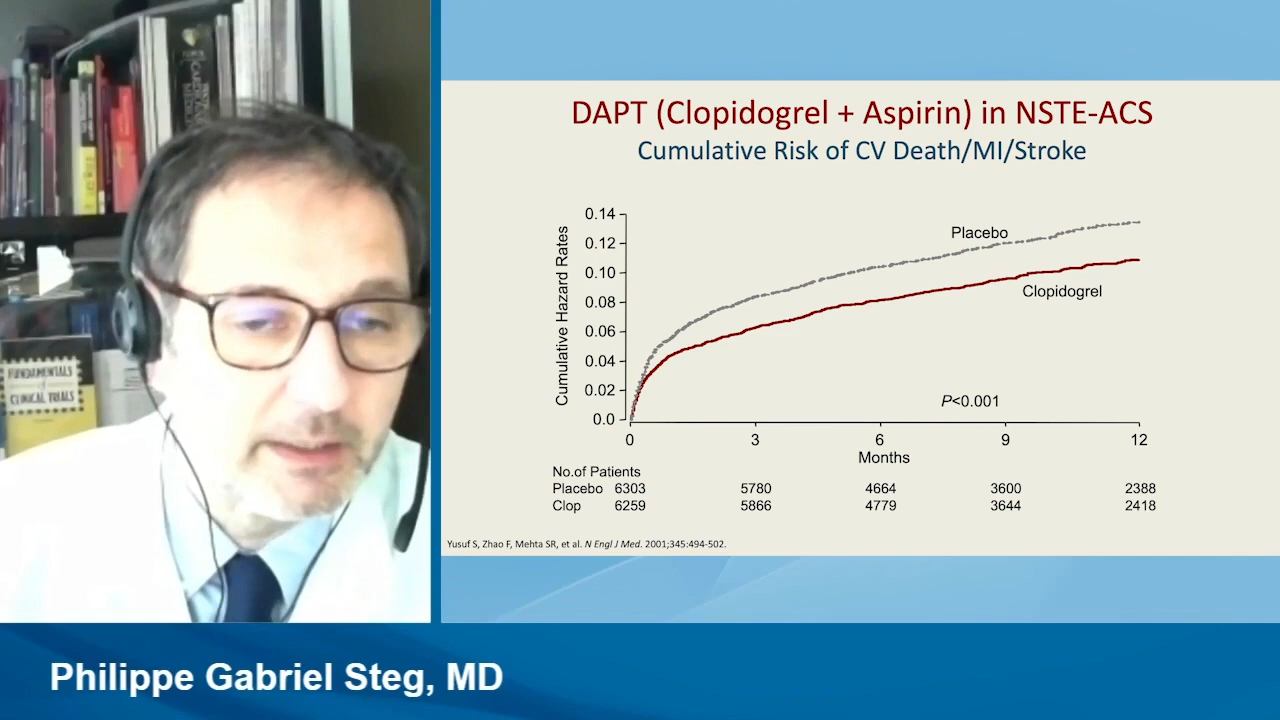 FUNDAMENTALS
of
CLINICAL TRIALS
DAPT (Clopidogrel + Aspirin) in NSTE-ACS
Cumulative Risk of CV Death/MI/Stroke
Cumulative Hazard Rates
0.14
0.12
0.10
0.08
0.06
0.04
0.02
0.0
Placebo
Clopidogrel
P<0.001
0 3 6 9 12
Months
No.of Patients
Placebo 6303 5780 4664 3600 2388
Clop 6259 5866 4779 3644 2418
Yusuf S, Zhao F, Mehta SR, et al. N Engl J Med. 2001;345:494-502.
Philippe Gabriel Steg, MD